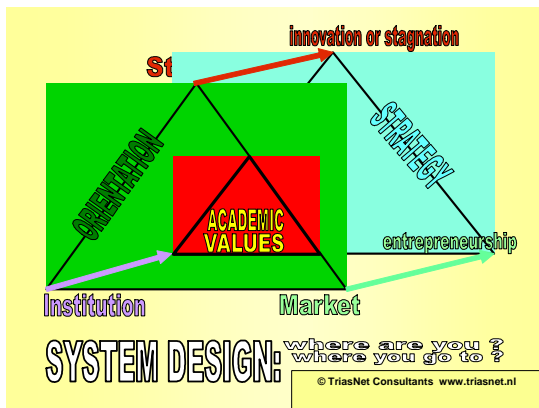 innovation or stagnation
St
ORIENTATION
STRATEGY
ACADEMIC
VALUES
entrepreneurship
Institution
Market
SYSTEM DESIGN:
where are you ?
where you go to ?
© TriasNet Consultants www.triasnet.nl